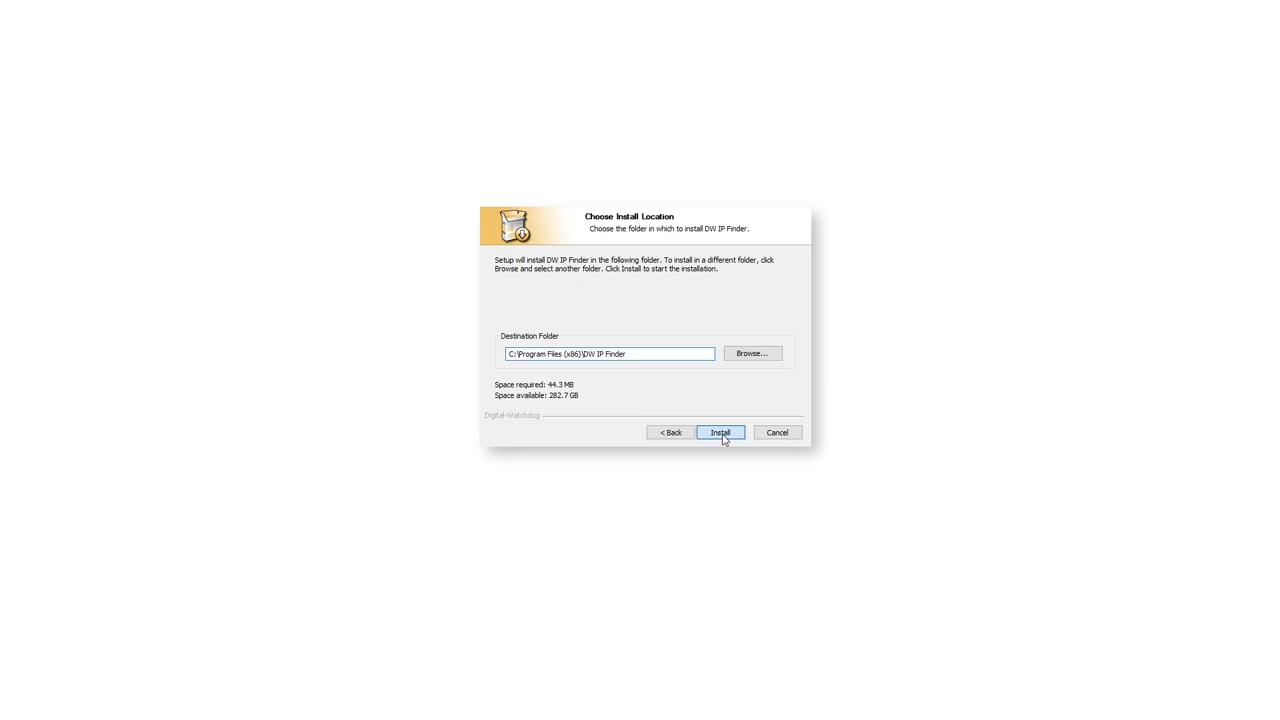 Choose Install Location
Choose the folder in which to install DW IP Finder.
Setup will install DW IP Finder in the following folder. To install in a different folder, click
Browse and select another folder. Click Install to start the installation.
Destination Folder
C:\Program Files (x86)\DW IP Finder
Browse...
Space required: 44.3 MB
Space available: 282.7 GB
Digital-Watchdog
< Back
Install
Cancel